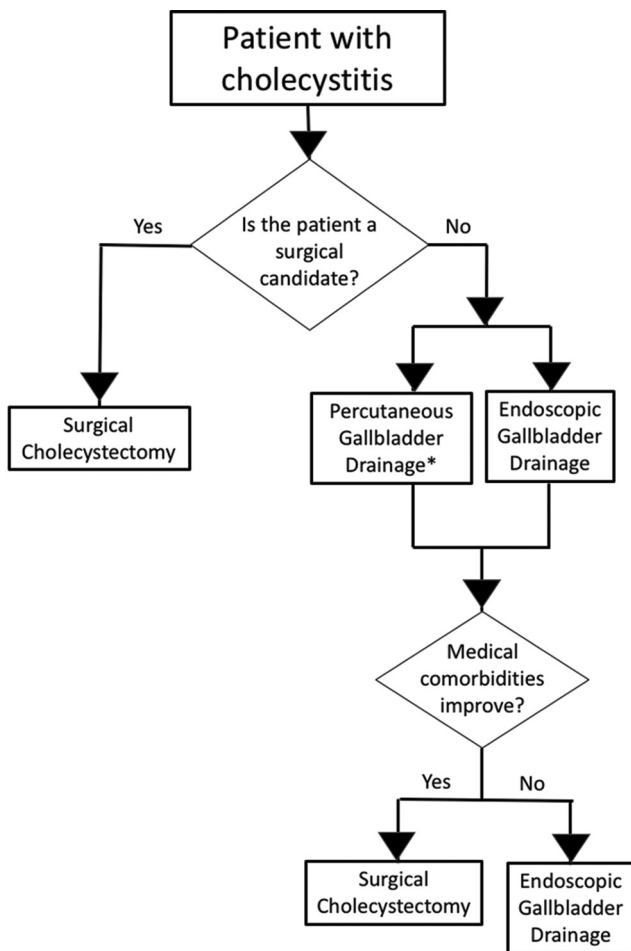 Patient with
cholecystitis
Is the patient a
surgical
candidate?
Yes
No
Surgical
Cholecystectomy
Percutaneous
Gallbladder
Drainage*
Endoscopic
Gallbladder
Drainage
Medical
comorbidities
improve?
Yes
No
Surgical
Cholecystectomy
Endoscopic
Gallbladder
Drainage